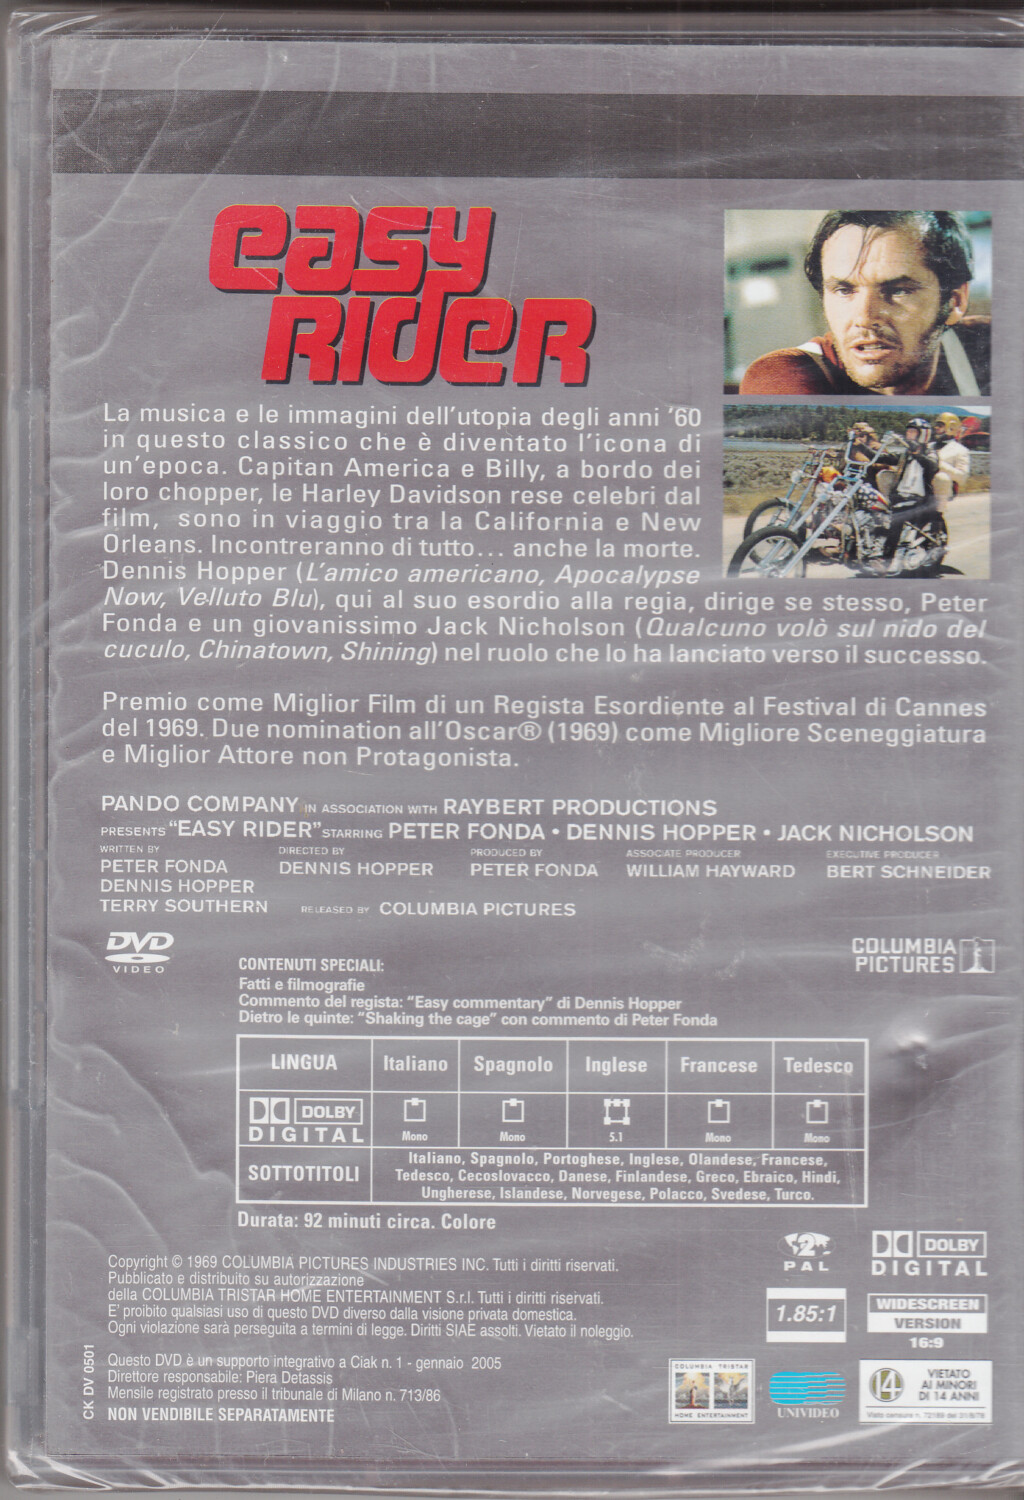 easy
RIDER
La musica e le immagini dell'utopia degli anni '60
in questo classico che è diventato l'icona di
un'epoca. Capitan America e Billy, a bordo dei
loro chopper, le Harley Davidson rese celebri dal
film, sono in viaggio tra la California e New
Orleans. Incontreranno di tutto... anche la morte.
Dennis Hopper (L'amico americano, Apocalypse
Now, Velluto Blu), qui al suo esordio alla regia, dirige se stesso, Peter
Fonda e un giovanissimo Jack Nicholson (Qualcuno volò sul nido del
cuculo, Chinatown, Shining) nel ruolo che lo ha lanciato verso il successo.
Premio come Miglior Film di un Regista Esordiente al Festival di Cannes
del 1969. Due nomination all'Oscar® (1969) come Migliore Sceneggiatura
e Miglior Attore non Protagonista.
PANDO COMPANY IN ASSOCIATION WITH RAYBERT PRODUCTIONS
PRESENTS "EASY RIDER" STARRING PETER FONDA • DENNIS HOPPER • JACK NICHOLSON
WRITTEN BY DIRECTED BY PRODUCED BY ASSOCIATE PRODUCER EXECUTIVE PRODUCER
PETER FONDA DENNIS HOPPER PETER FONDA WILLIAM HAYWARD BERT SCHNEIDER
DENNIS HOPPER
TERRY SOUTHERN RELEASED BY COLUMBIA PICTURES
DVD
VIDEO
COLUMBIA
PICTURES
CONTENUTI SPECIALI:
Fatti e filmografie
Commento del regista: "Easy commentary" di Dennis Hopper
Dietro le quinte: "Shaking the cage" con commento di Peter Fonda
LINGUA Italiano Spagnolo Inglese Francese Tedesco
DOLBY
DIGITAL Mono Mono 5.1 Mono Mono
SOTTOTITOLI
Italiano, Spagnolo, Portoghese, Inglese, Olandese, Francese,
Tedesco, Cecoslovacco, Danese, Finlandese, Greco, Ebraico, Hindi,
Ungherese, Islandese, Norvegese, Polacco, Svedese, Turco.
Durata: 92 minuti circa. Colore
Copyright © 1969 COLUMBIA PICTURES INDUSTRIES INC. Tutti i diritti riservati.
Pubblicato e distribuito su autorizzazione
della COLUMBIA TRISTAR HOME ENTERTAINMENT S.r.l. Tutti i diritti riservati.
E' proibito qualsiasi uso di questo DVD diverso dalla visione privata domestica.
Ogni violazione sarà perseguita a termini di legge. Diritti SIAE assolti. Vietato il noleggio.
2
PAL
DOLBY
DIGITAL
1.85:1
WIDESCREEN
VERSION
16:9
Questo DVD è un supporto integrativo a Ciak n. 1 - gennaio 2005
Direttore responsabile: Piera Detassis
Mensile registrato presso il tribunale di Milano n. 713/86
NON VENDIBILE SEPARATAMENTE
CK DV 0501
COLUMBIA TRISTAR
HOME ENTERTAINMENT
UNIVIDEO
14
VIETATO
AI MINORI
DI 14 ANNI